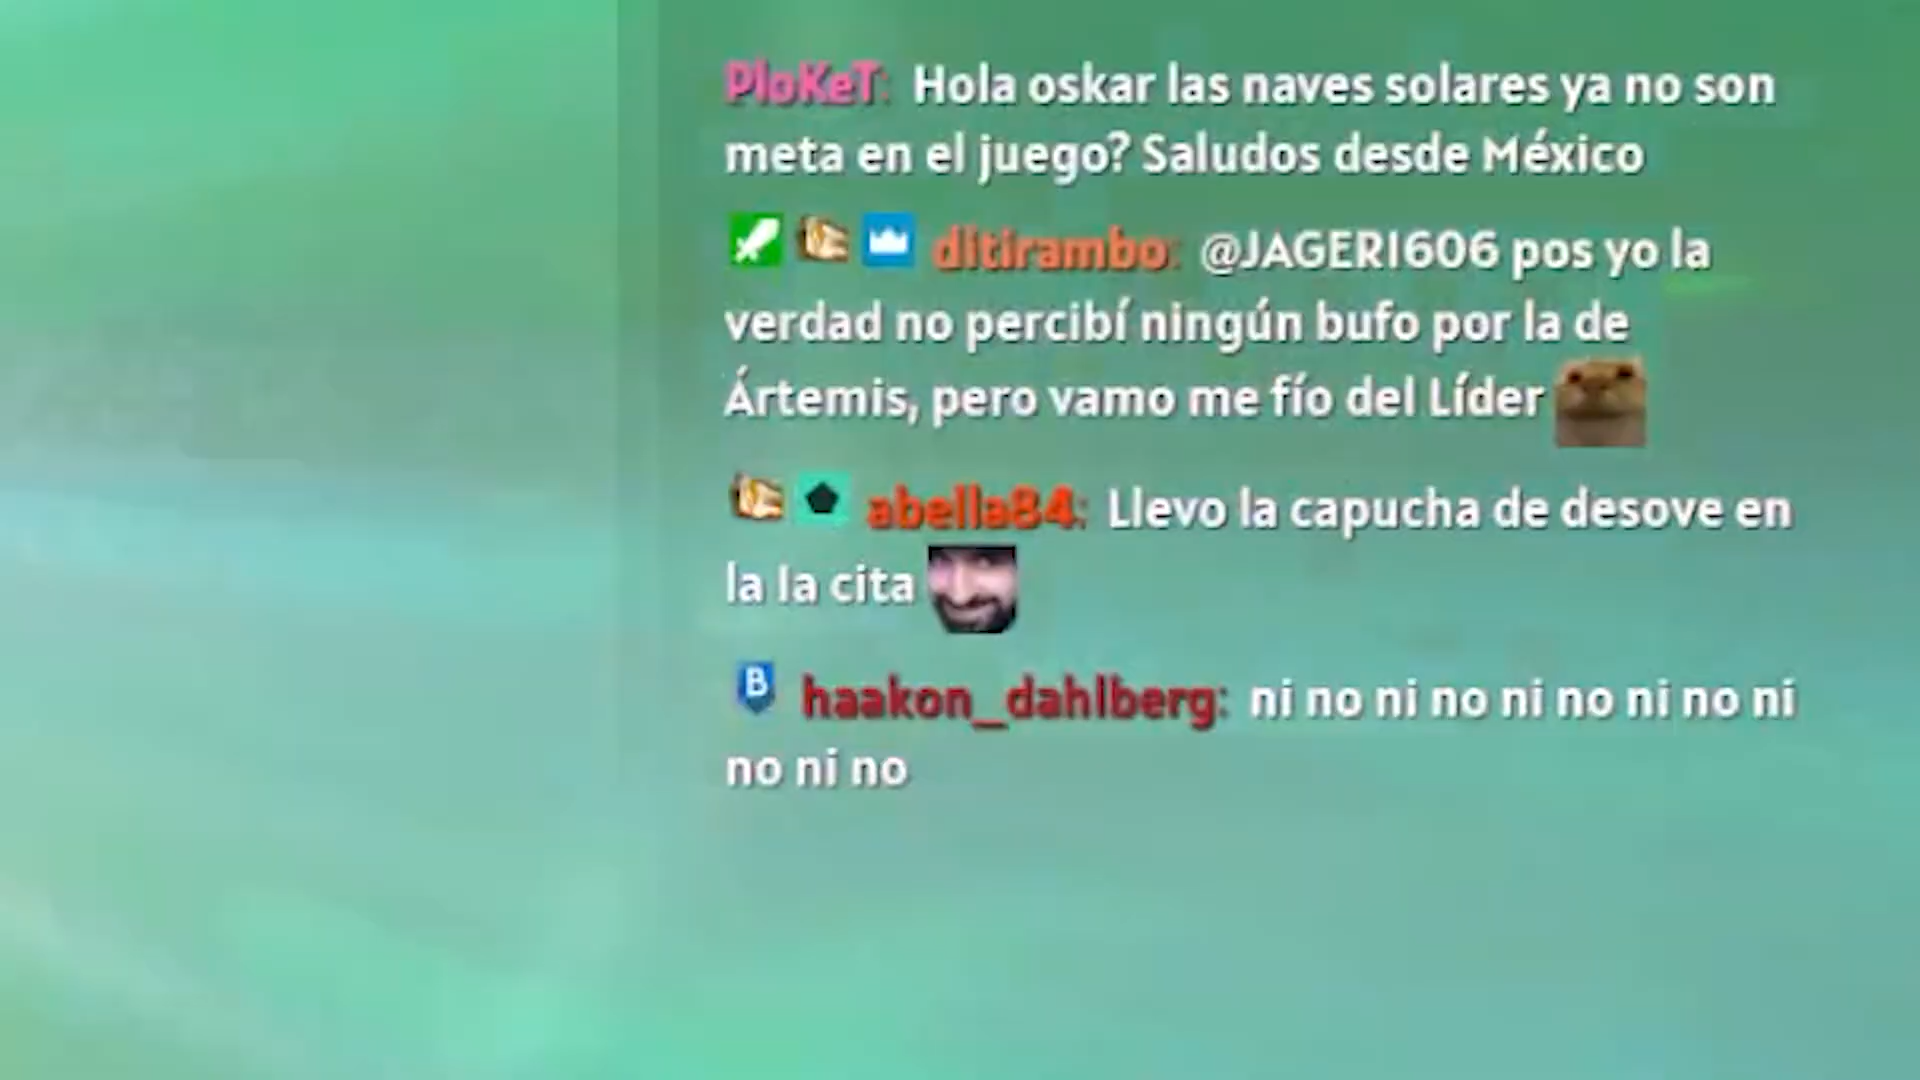 PloKeT: Hola oskar las naves solares ya no son
meta en el juego? Saludos desde México
ditirambo: @JAGER1606 pos yo la
verdad no percibí ningún bufo por la de
Ártemis, pero vamo me fío del Líder
abella84: Llevo la capucha de desove en
la la cita
B haakon_dahlberg: ni no ni no ni no ni no ni
no ni no